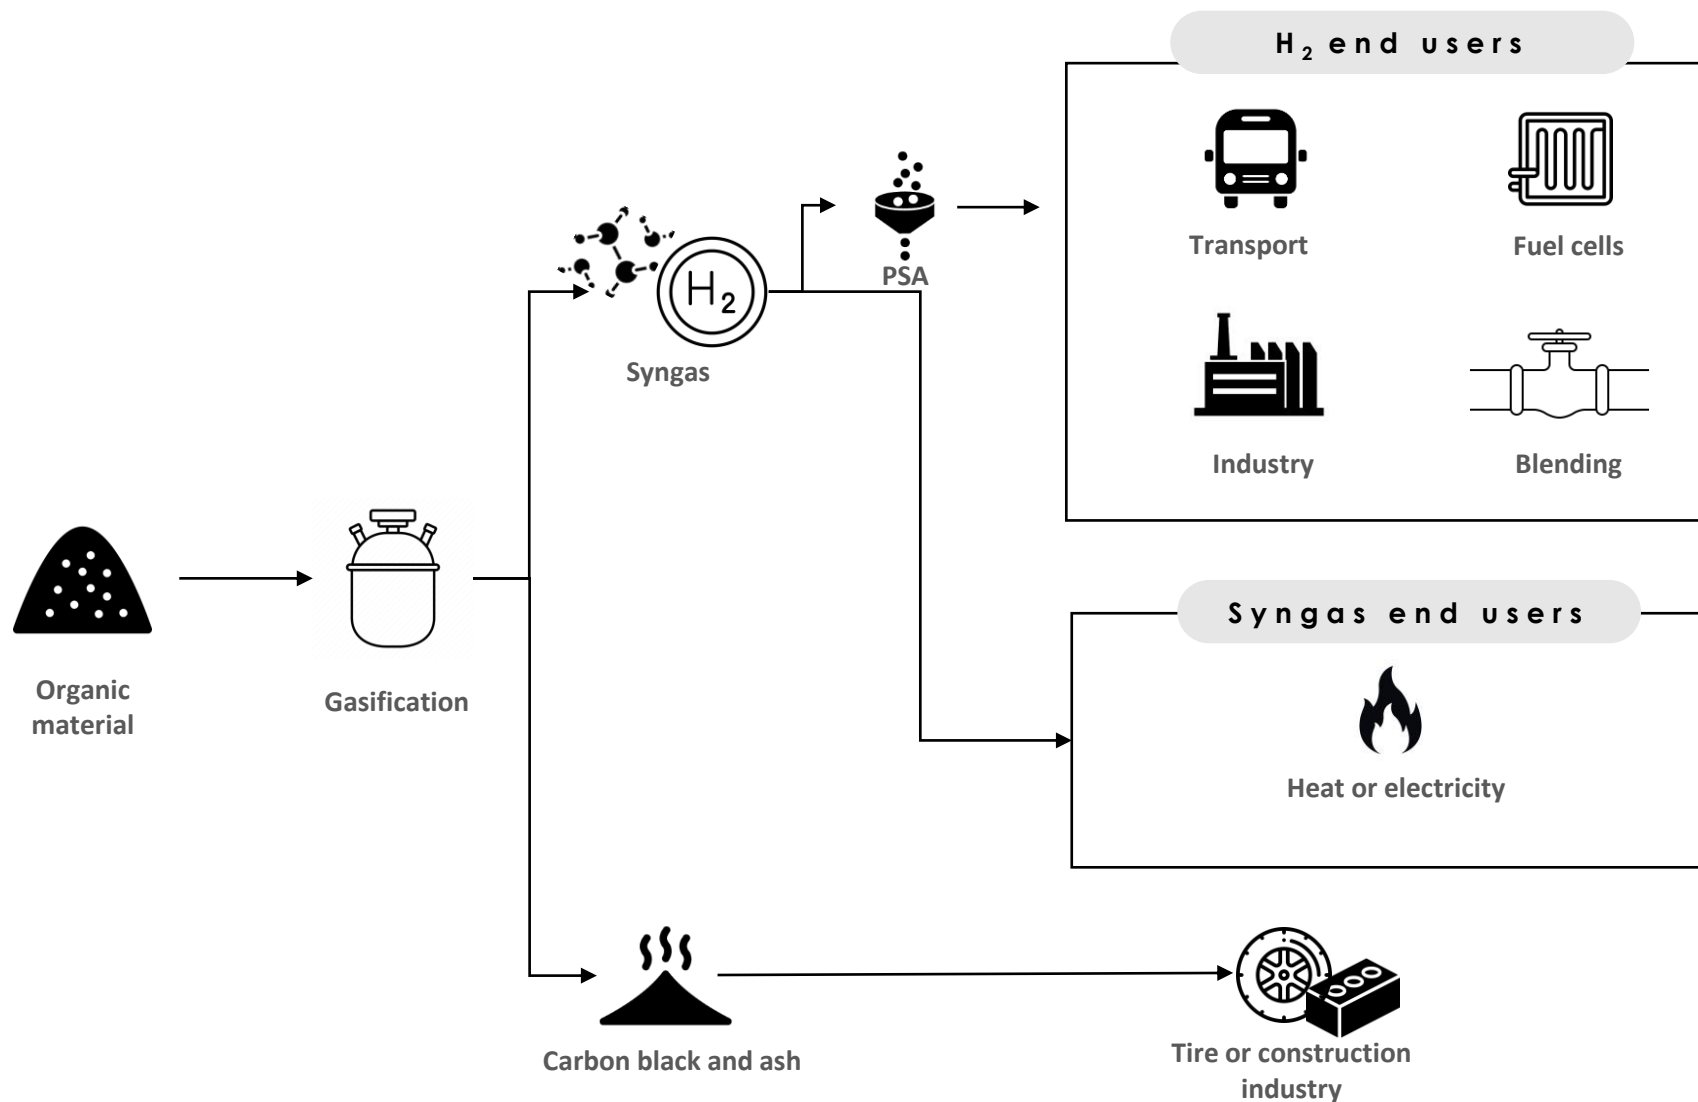 H₂ end users
Transport
Fuel cells
PSA
H₂
Syngas
Industry
Blending
Organic
material
Gasification
Syngas end users
Heat or electricity
Carbon black and ash
Tire or construction
industry